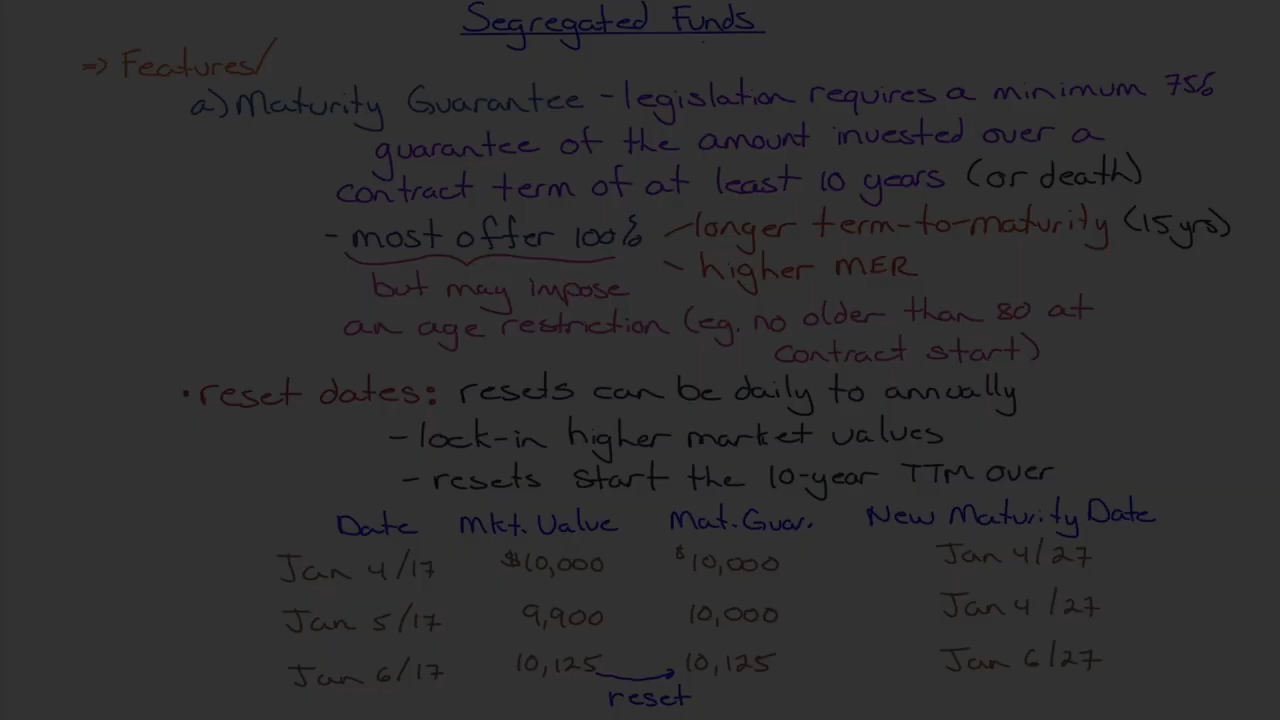 Segregated Funds
=> Features/
a) Maturity Guarantee - legislation requires a minimum 75%
guarantee of the amount invested over a
contract term of at least 10 years (or death)
- most offer 100% - longer term-to-maturity (15 yrs)
- higher MER
but may impose
an age restriction (eg. no older than 80 at
contract start)
• reset dates: resets can be daily to annually
- lock-in higher market values
- resets start the 10-year TTM over
Date Mkt. Value Mat. Guar. New Maturity Date
Jan 4/17 $10,000 $10,000 Jan 4/27
Jan 5/17 9,900 10,000 Jan 4/27
Jan 6/17 10,125 10,125 Jan 6/27
reset